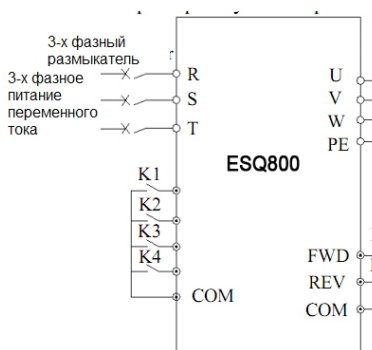 3-х фазный
размыкатель
3-х фазное
питание
переменного
тока
R
S
T
K1
K2
K3
K4
COM
ESQ800
U
V
W
PE
FWD
REV
COM